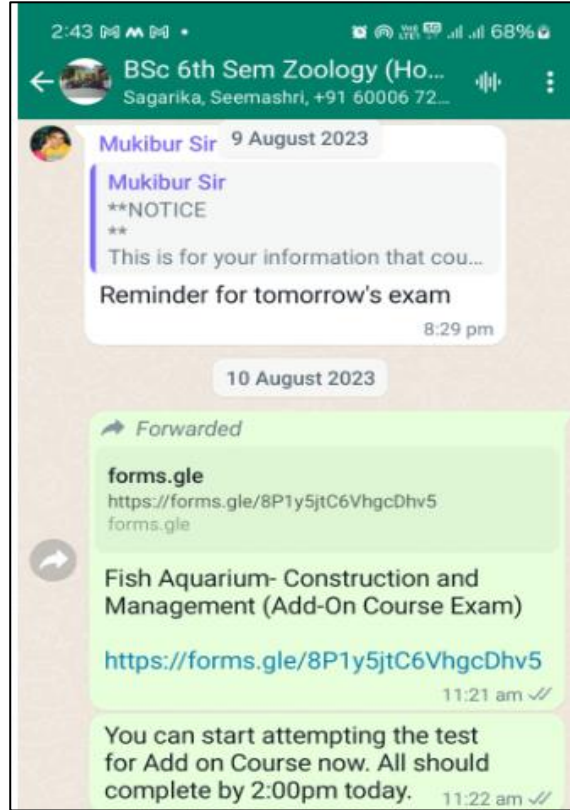 2:43
68%
BSc 6th Sem Zoology (Ho...
Sagarika, Seemashri, +91 60006 72...
9 August 2023
Mukibur Sir
Mukibur Sir
**NOTICE
**
This is for your information that cou...
Reminder for tomorrow's exam
8:29 pm
10 August 2023
Forwarded
forms.gle
https://forms.gle/8P1y5jtC6VhgcDhv5
forms.gle
Fish Aquarium- Construction and
Management (Add-On Course Exam)
https://forms.gle/8P1y5jtC6VhgcDhv5
11:21 am
You can start attempting the test
for Add on Course now. All should
complete by 2:00pm today.
11:22 am